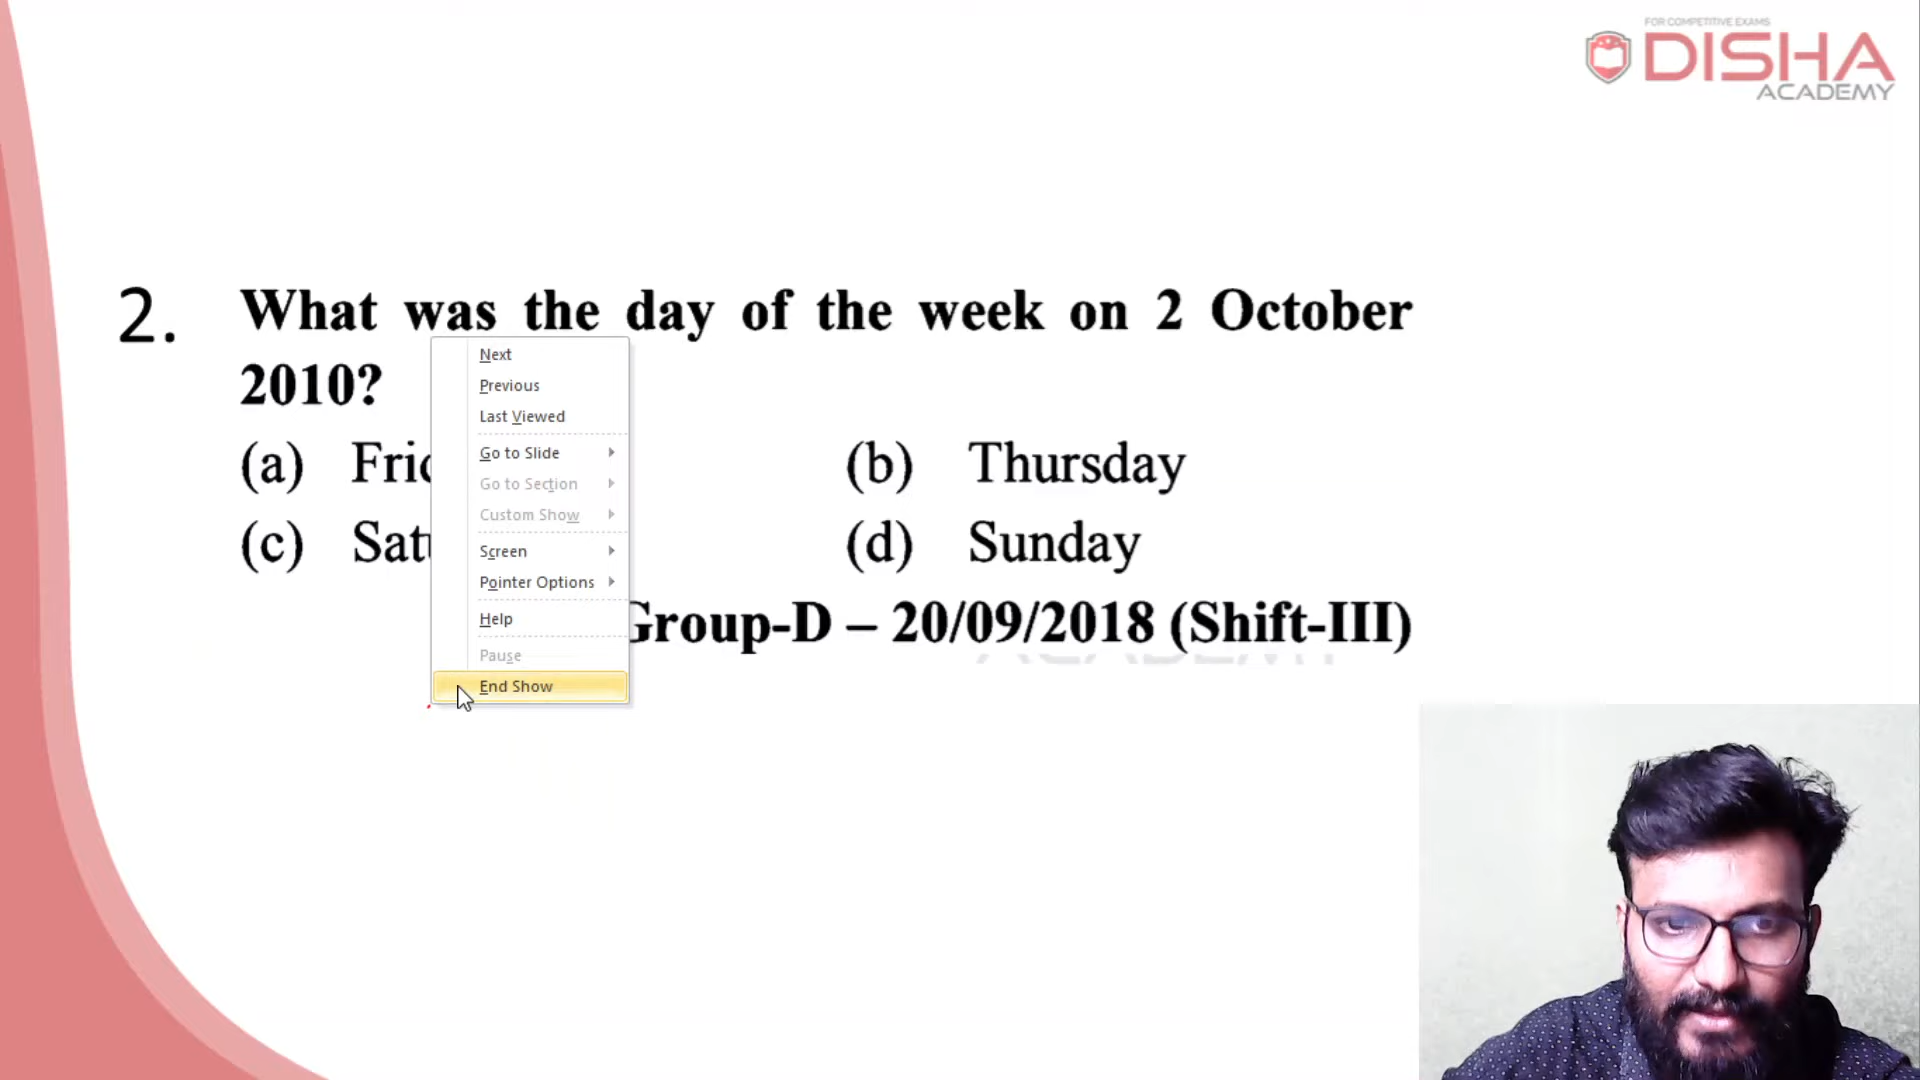 FOR COMPETITIVE EXAMS
DISHA
ACADEMY
2. What was the day of the week on 2 October
2010?
(a) (b) Thursday
(c) (d) Sunday
Group-D – 20/09/2018 (Shift-III)
Next
Previous
Last Viewed
Go to Slide
Go to Section
Custom Show
Screen
Pointer Options
Help
Pause
End Show